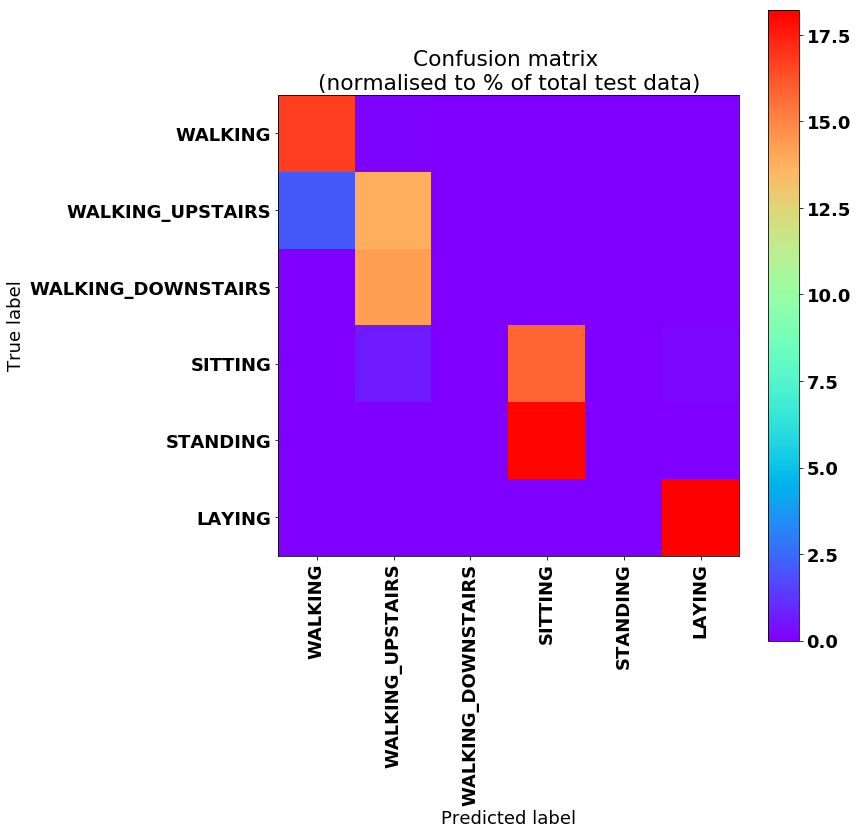 Confusion matrix
(normalised to % of total test data)
True label
WALKING
WALKING_UPSTAIRS
WALKING_DOWNSTAIRS
SITTING
STANDING
LAYING
WALKING
WALKING_UPSTAIRS
WALKING_DOWNSTAIRS
SITTING
STANDING
LAYING
Predicted label
17.5
15.0
12.5
10.0
7.5
5.0
2.5
0.0